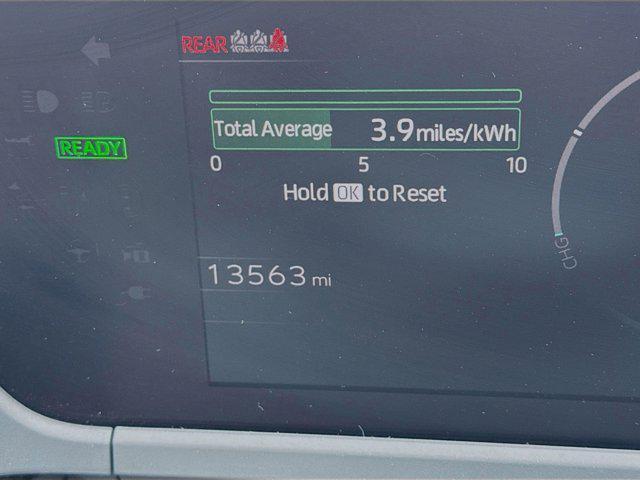 REAR
READY
Total Average 3.9 miles/kWh
0 5 10
Hold OK to Reset
13563 mi
CHG